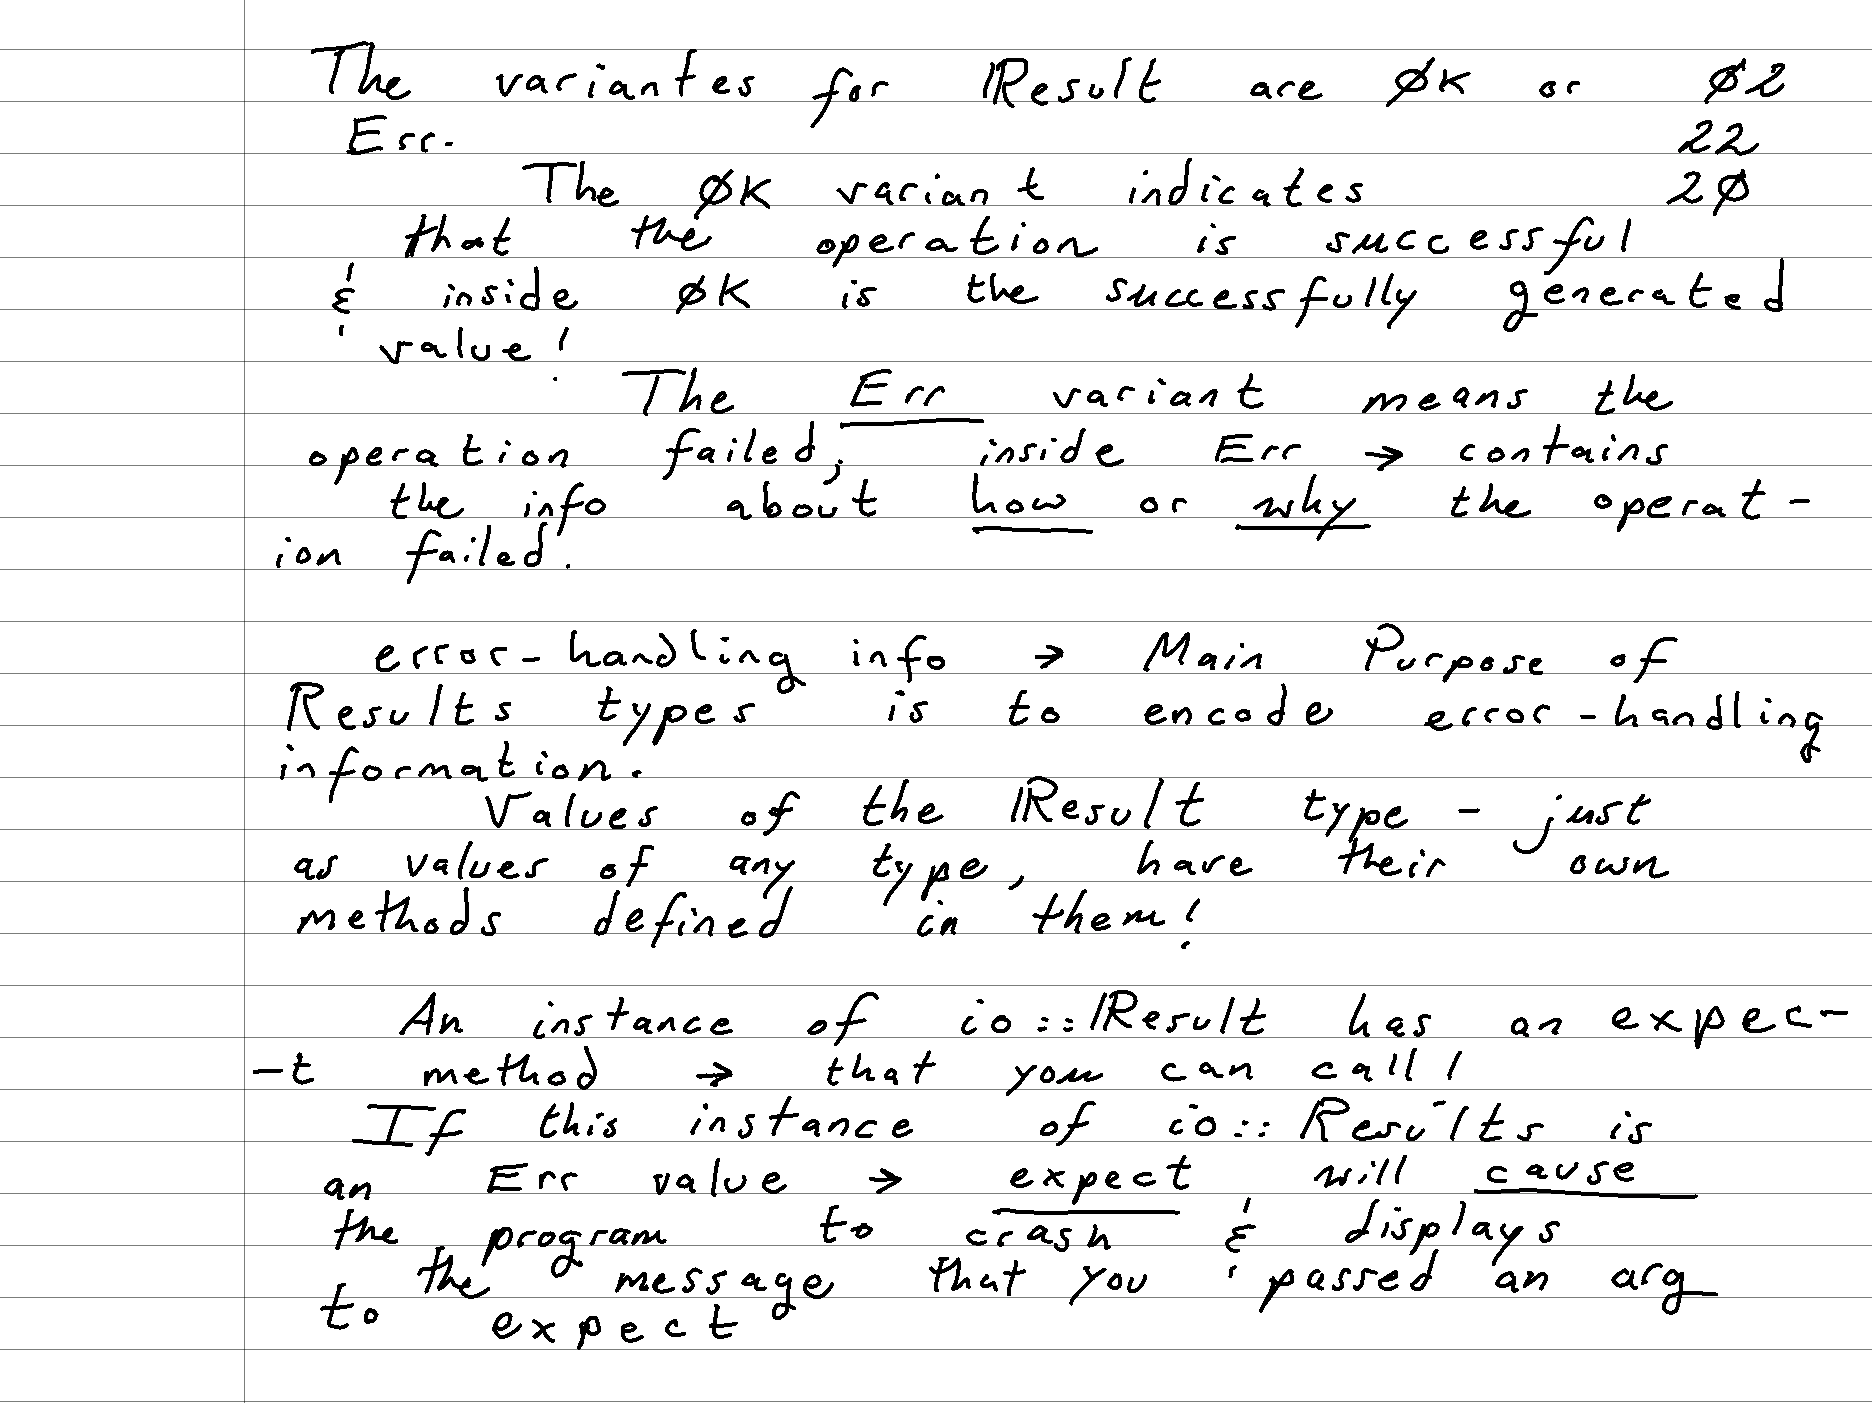 The variantes for Result are ØK or Ø2
Err. 22
The ØK variant indicates 2Ø
that the operation is successful
& inside ØK is the successfully generated
value!
The Err variant means the
operation failed; inside Err → contains
the info about how or why the operat-
ion failed.
error-handling info → Main Purpose of
Results types is to encode error-handling
information.
Values of the Result type - just
as values of any type, have their own
methods defined in them!
An instance of io::Result has an expec-
-t method → that you can call!
If this instance of io::Results is
an Err value → expect will cause
the program to crash & displays
the message that you passed an arg
to expect